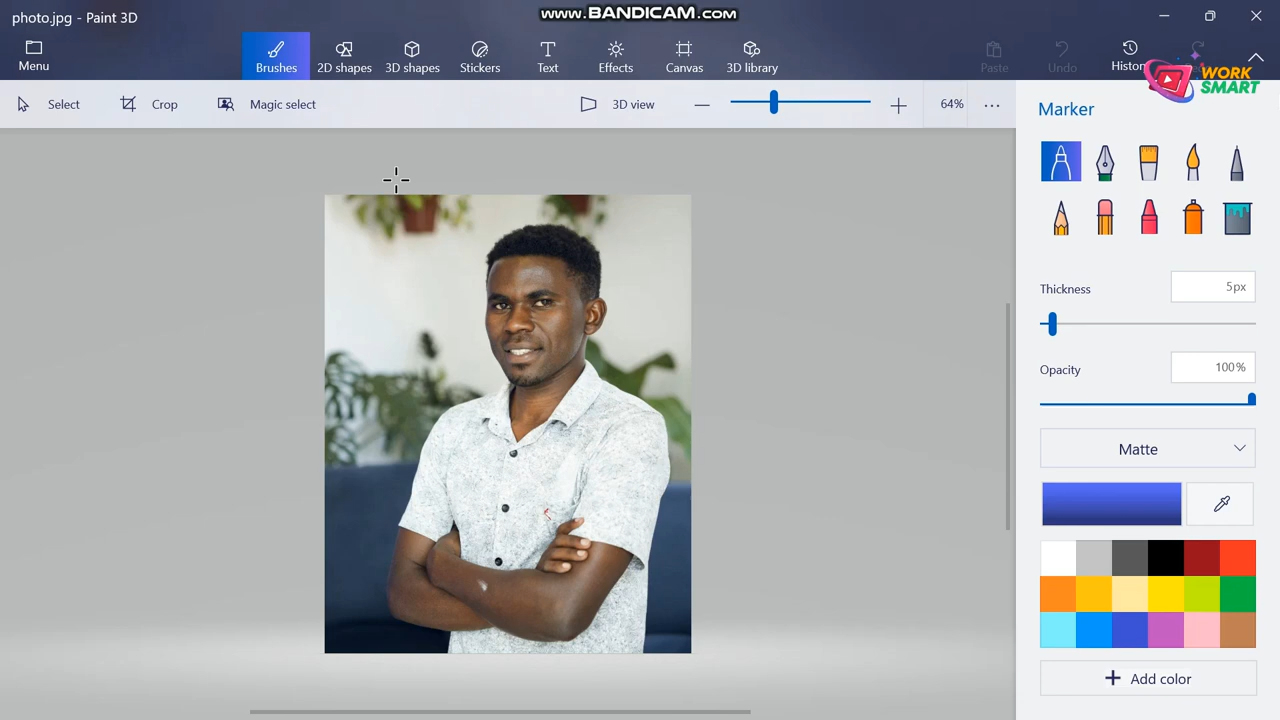 photo.jpg - Paint 3D
www.BANDICAM.com
Menu
Brushes 2D shapes 3D shapes Stickers Text Effects Canvas 3D library Paste Undo
WORK
SMART
Select Crop Magic select 3D view 64% ...
Marker
Thickness 5px
Opacity 100%
Matte
Add color